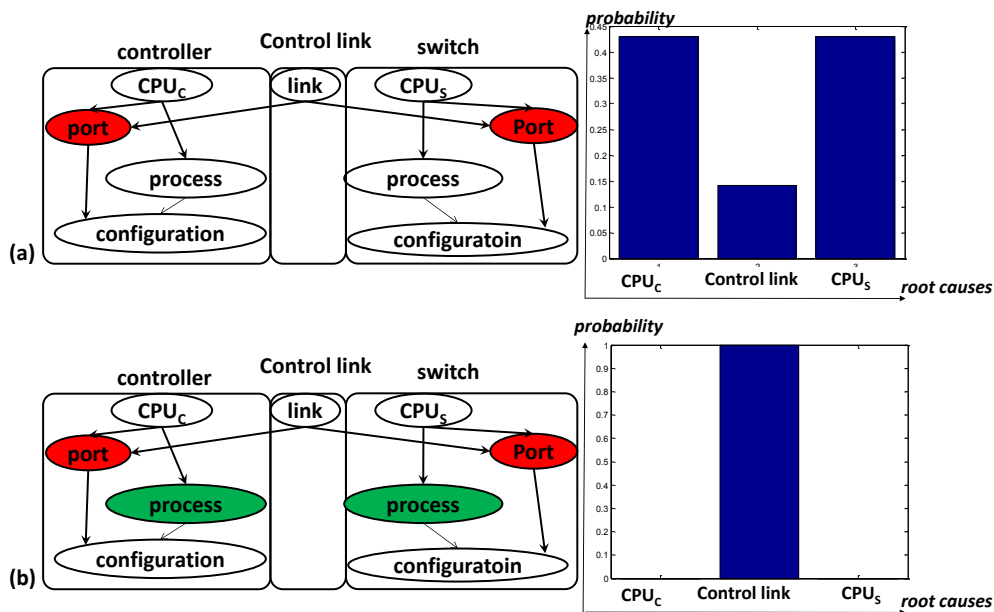 Control link
controller
switch
CPUC
link
CPUS
port
Port
process
process
configuration
configuratoin
(a)
probability
0.45
0.4
0.35
0.3
0.25
0.2
0.15
0.1
0.05
0
CPUC
Control link
CPUS
root causes
Control link
controller
switch
CPUC
link
CPUS
port
Port
process
process
configuration
configuratoin
(b)
probability
1
0.9
0.8
0.7
0.6
0.5
0.4
0.3
0.2
0.1
0
CPUC
Control link
CPUS
root causes